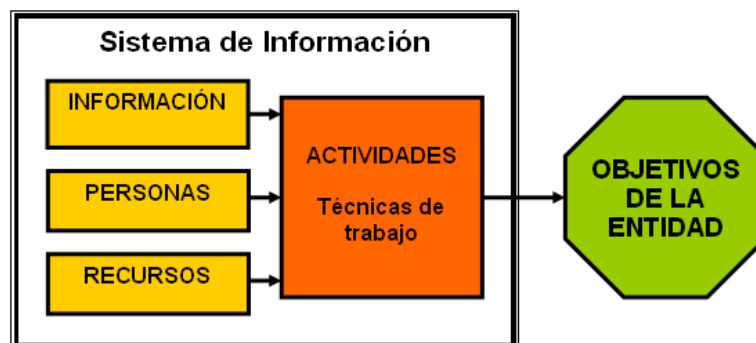 Sistema de Información
INFORMACIÓN
PERSONAS
RECURSOS
ACTIVIDADES
Técnicas de
trabajo
OBJETIVOS
DE LA
ENTIDAD